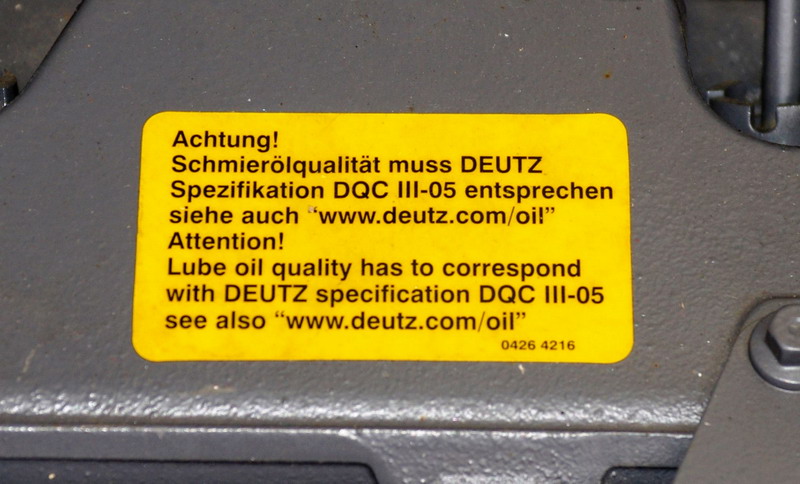 Achtung!
Schmierölqualität muss DEUTZ
Spezifikation DQC III-05 entsprechen
siehe auch “www.deutz.com/oil”
Attention!
Lube oil quality has to correspond
with DEUTZ specification DQC III-05
see also “www.deutz.com/oil”
0426 4216